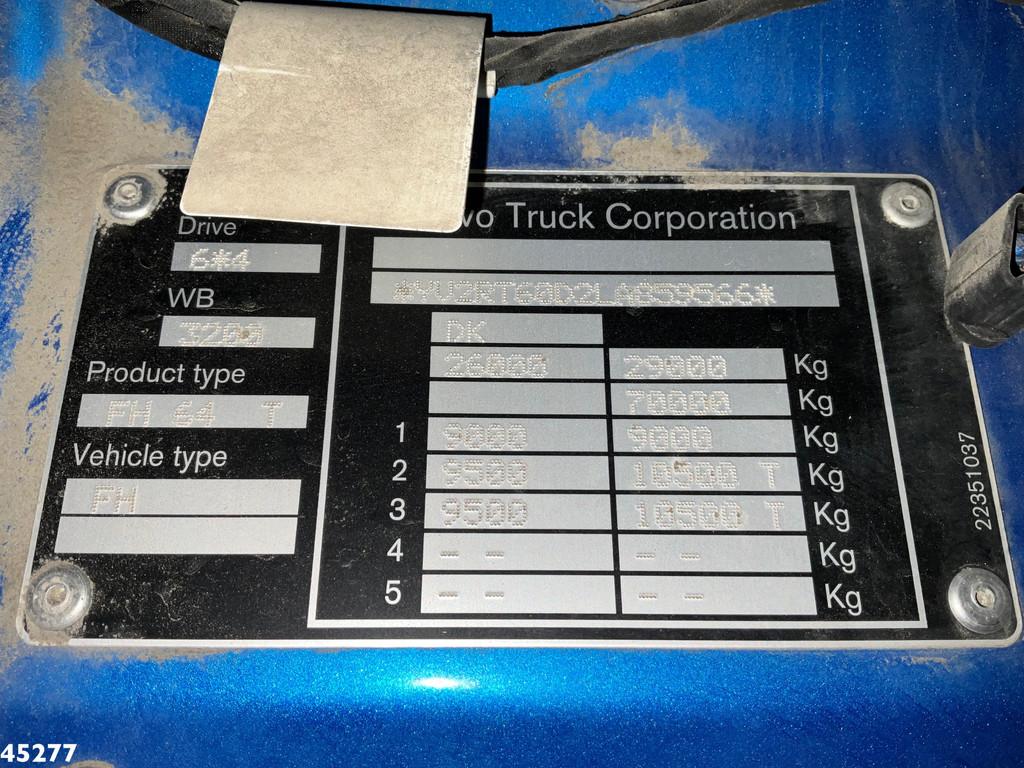 Drive
6*4
WB
3200
Product type
FH 64 T
Vehicle type
FH
vo Truck Corporation
*YV2RT60D2LA859566*
DK
26000 29000 Kg
70000 Kg
1 9000 9000 Kg
2 9500 10500 T Kg
3 9500 10500 T Kg
4 -- -- -- -- Kg
5 -- -- -- -- Kg
22351037
45277